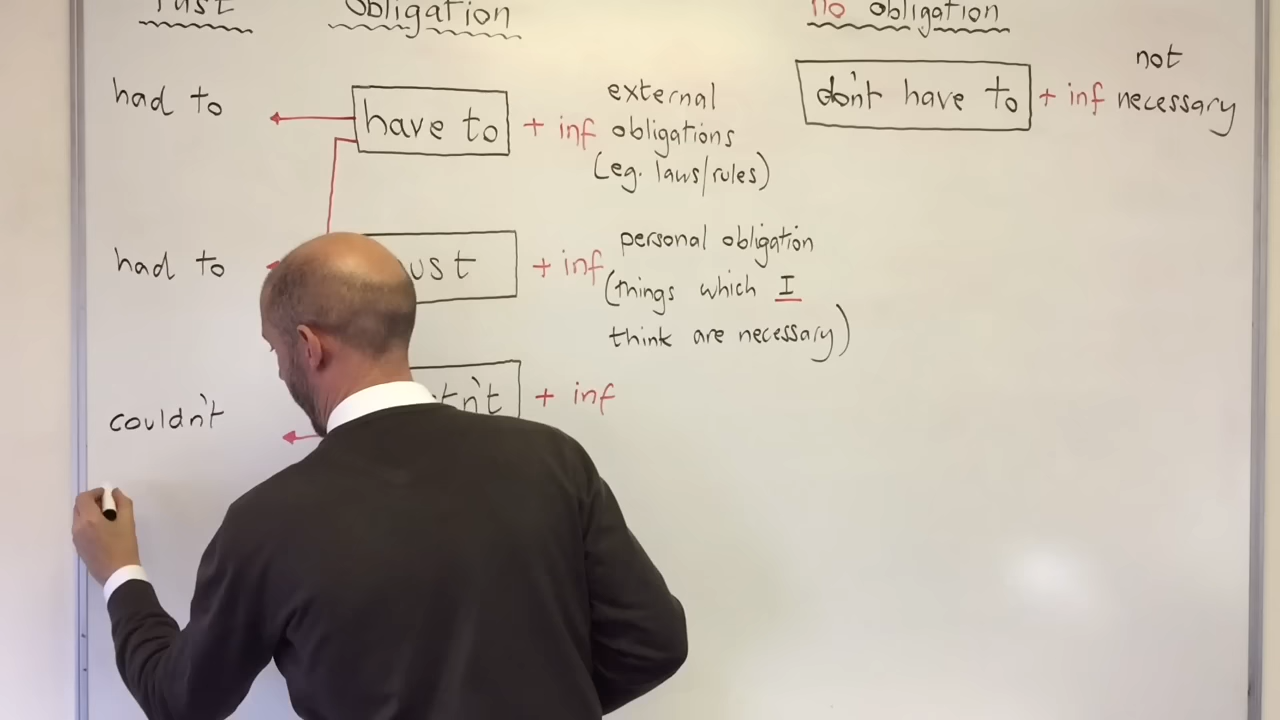 Past
Obligation
no obligation
had to
have to + inf
external
obligations
(eg. laws/rules)
don't have to + inf
not
necessary
had to
+ inf
personal obligation
(things which I
think are necessary)
couldn't
+ inf